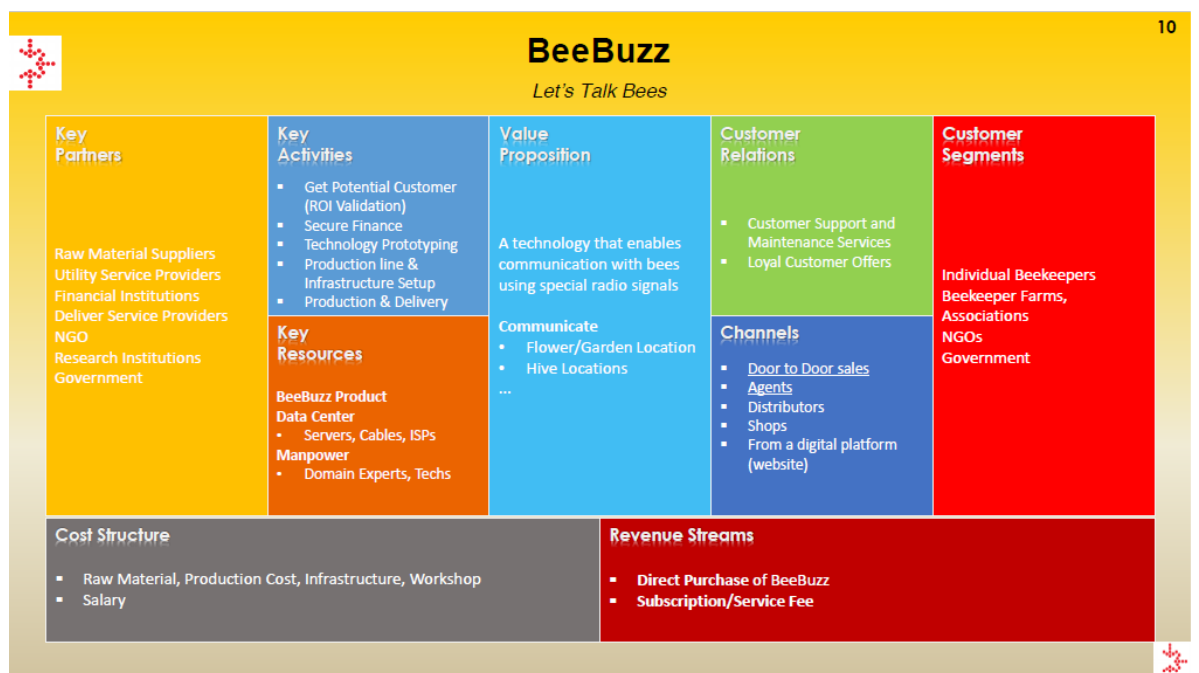 10
BeeBuzz
Let's Talk Bees
Key
Partners
Raw Material Suppliers
Utility Service Providers
Financial Institutions
Deliver Service Providers
NGO
Research Institutions
Government
Key
Activities
▪ Get Potential Customer
(ROI Validation)
▪ Secure Finance
▪ Technology Prototyping
▪ Production line &
Infrastructure Setup
▪ Production & Delivery
Key
Resources
BeeBuzz Product
Data Center
• Servers, Cables, ISPs
Manpower
• Domain Experts, Techs
Value
Proposition
A technology that enables
communication with bees
using special radio signals
Communicate
• Flower/Garden Location
• Hive Locations
...
Customer
Relations
▪ Customer Support and
Maintenance Services
▪ Loyal Customer Offers
Channels
▪ Door to Door sales
▪ Agents
▪ Distributors
▪ Shops
▪ From a digital platform
(website)
Customer
Segments
Individual Beekeepers
Beekeeper Farms,
Associations
NGOs
Government
Cost Structure
▪ Raw Material, Production Cost, Infrastructure, Workshop
▪ Salary
Revenue Streams
▪ Direct Purchase of BeeBuzz
▪ Subscription/Service Fee